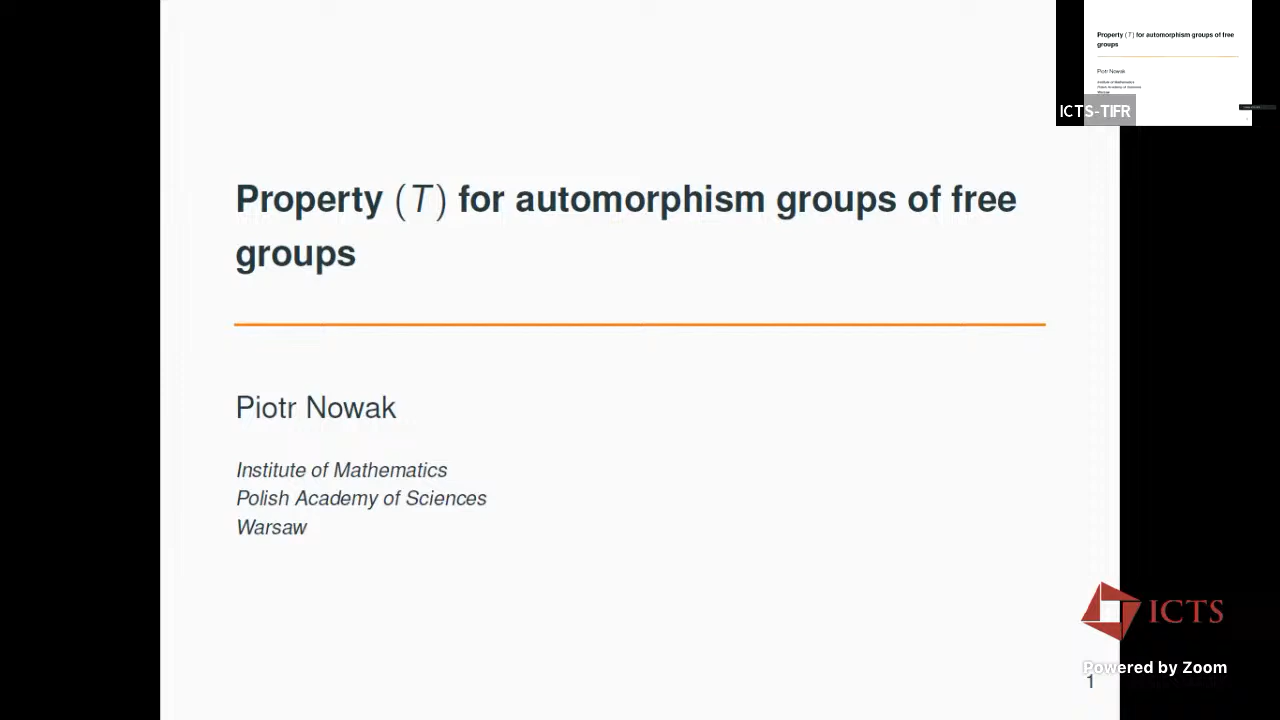 Property (T) for automorphism groups of free
groups
Piotr Nowak
Institute of Mathematics
Polish Academy of Sciences
Warsaw
1
Property (T) for automorphism groups of free
groups
Piotr Nowak
Institute of Mathematics
Polish Academy of Sciences
Warsaw
ICTS-TIFR
ICTS
Powered by Zoom